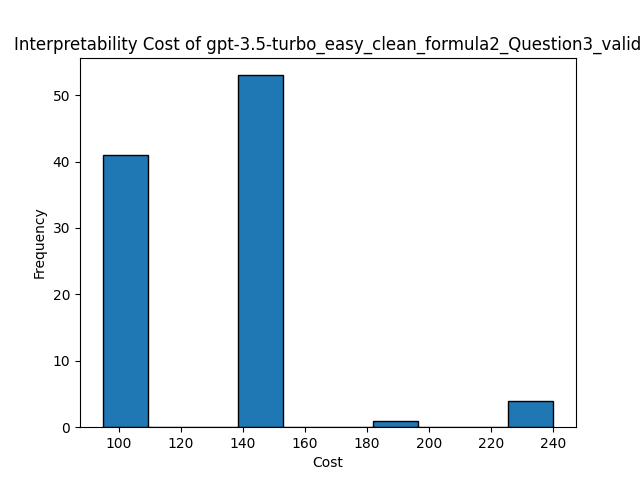 Interpretability Cost of gpt-3.5-turbo_easy_clean_formula2_Question3_valid
50
40
30
20
10
0
Frequency
100 120 140 160 180 200 220 240
Cost